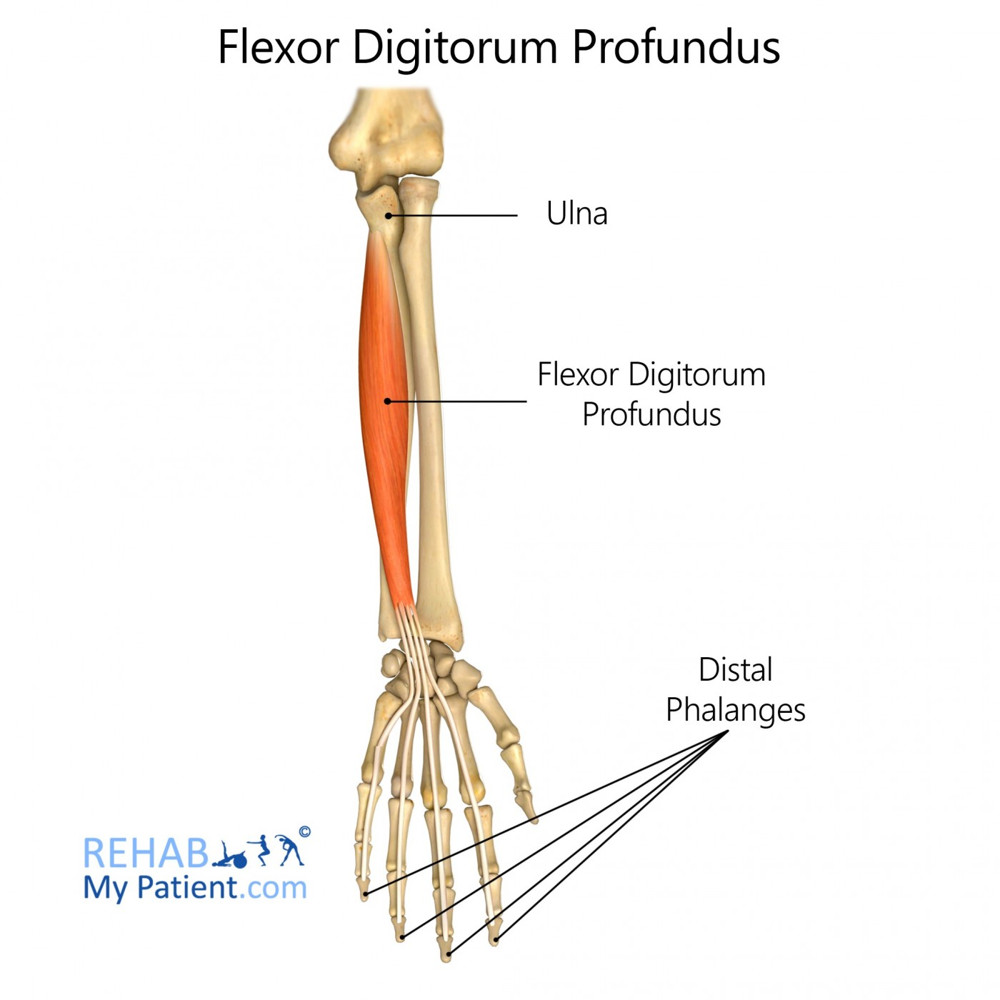 Flexor Digitorum Profundus
Ulna
Flexor Digitorum
Profundus
Distal
Phalanges
REHAB ©
My Patient.com